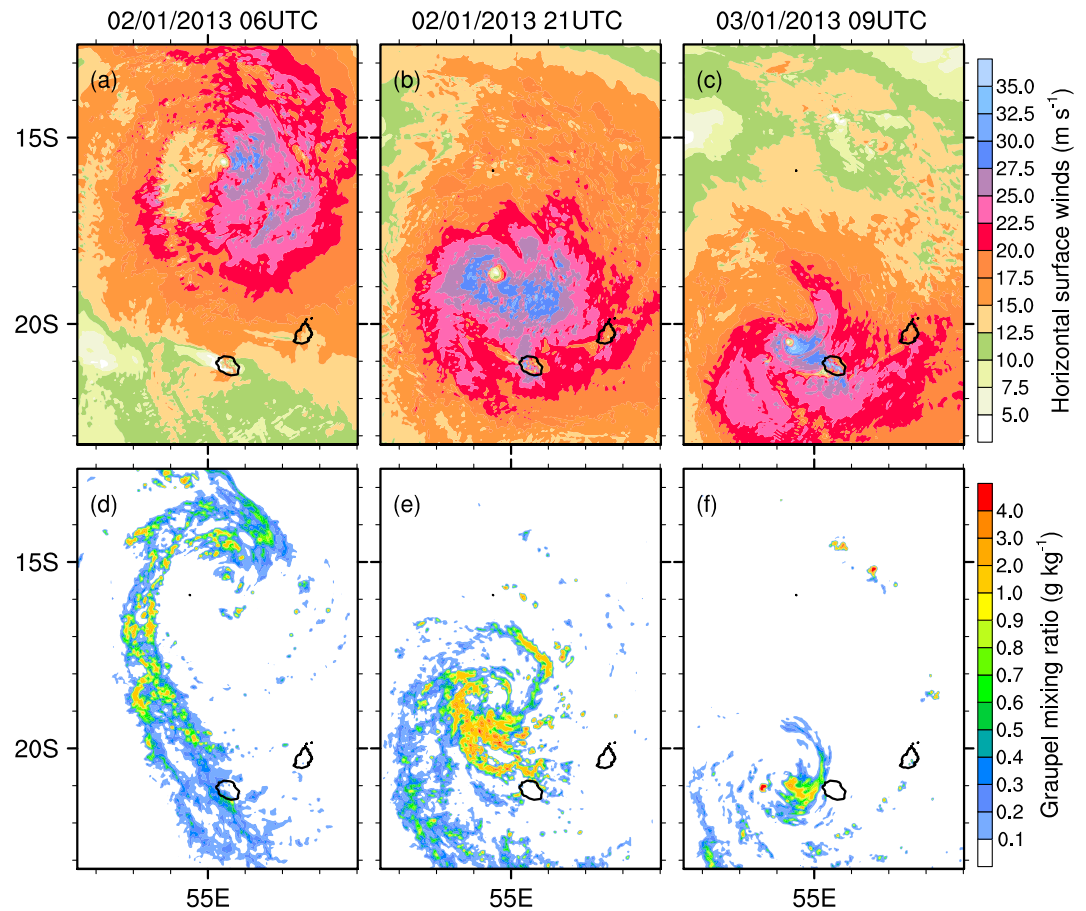 02/01/2013 06UTC 02/01/2013 21UTC 03/01/2013 09UTC
(a) (b) (c)
15S
20S
35.0
32.5
30.0
27.5
25.0
22.5
20.0
17.5
15.0
12.5
10.0
7.5
5.0
Horizontal surface winds (m s⁻¹)
(d) (e) (f)
15S
20S
55E 55E 55E
4.0
3.0
2.0
1.0
0.9
0.8
0.7
0.6
0.5
0.4
0.3
0.2
0.1
Graupel mixing ratio (g kg⁻¹)